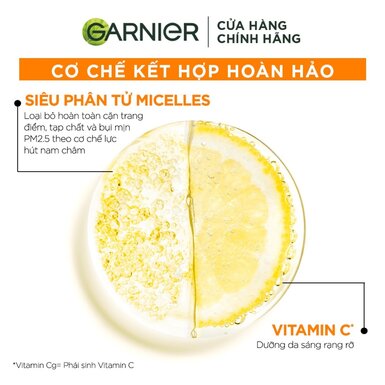 GARNIER
CỬA HÀNG
CHÍNH HÃNG
CƠ CHẾ KẾT HỢP HOÀN HẢO
SIÊU PHÂN TỬ MICELLES
Loại bỏ hoàn toàn cặn trang
điểm, tạp chất và bụi mịn
PM2.5 theo cơ chế lực
hút nam châm
VITAMIN C*
Dưỡng da sáng rạng rỡ
*Vitamin Cg= Phái sinh Vitamin C